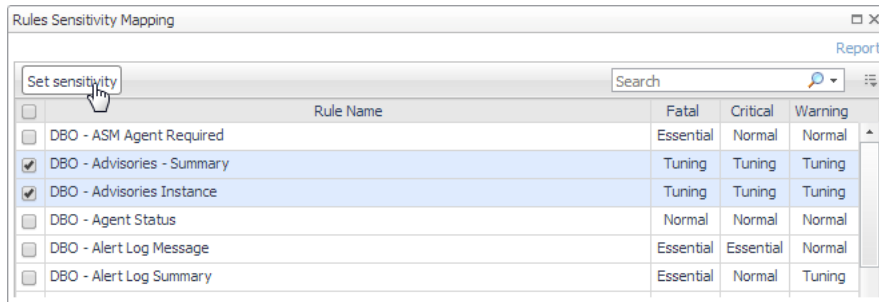 Rules Sensitivity Mapping
Report
Set sensitivity Search
Rule Name Fatal Critical Warning
DBO - ASM Agent Required Essential Normal Normal
DBO - Advisories - Summary Tuning Tuning Tuning
DBO - Advisories Instance Tuning Tuning Tuning
DBO - Agent Status Normal Normal Normal
DBO - Alert Log Message Essential Essential Normal
DBO - Alert Log Summary Essential Normal Tuning